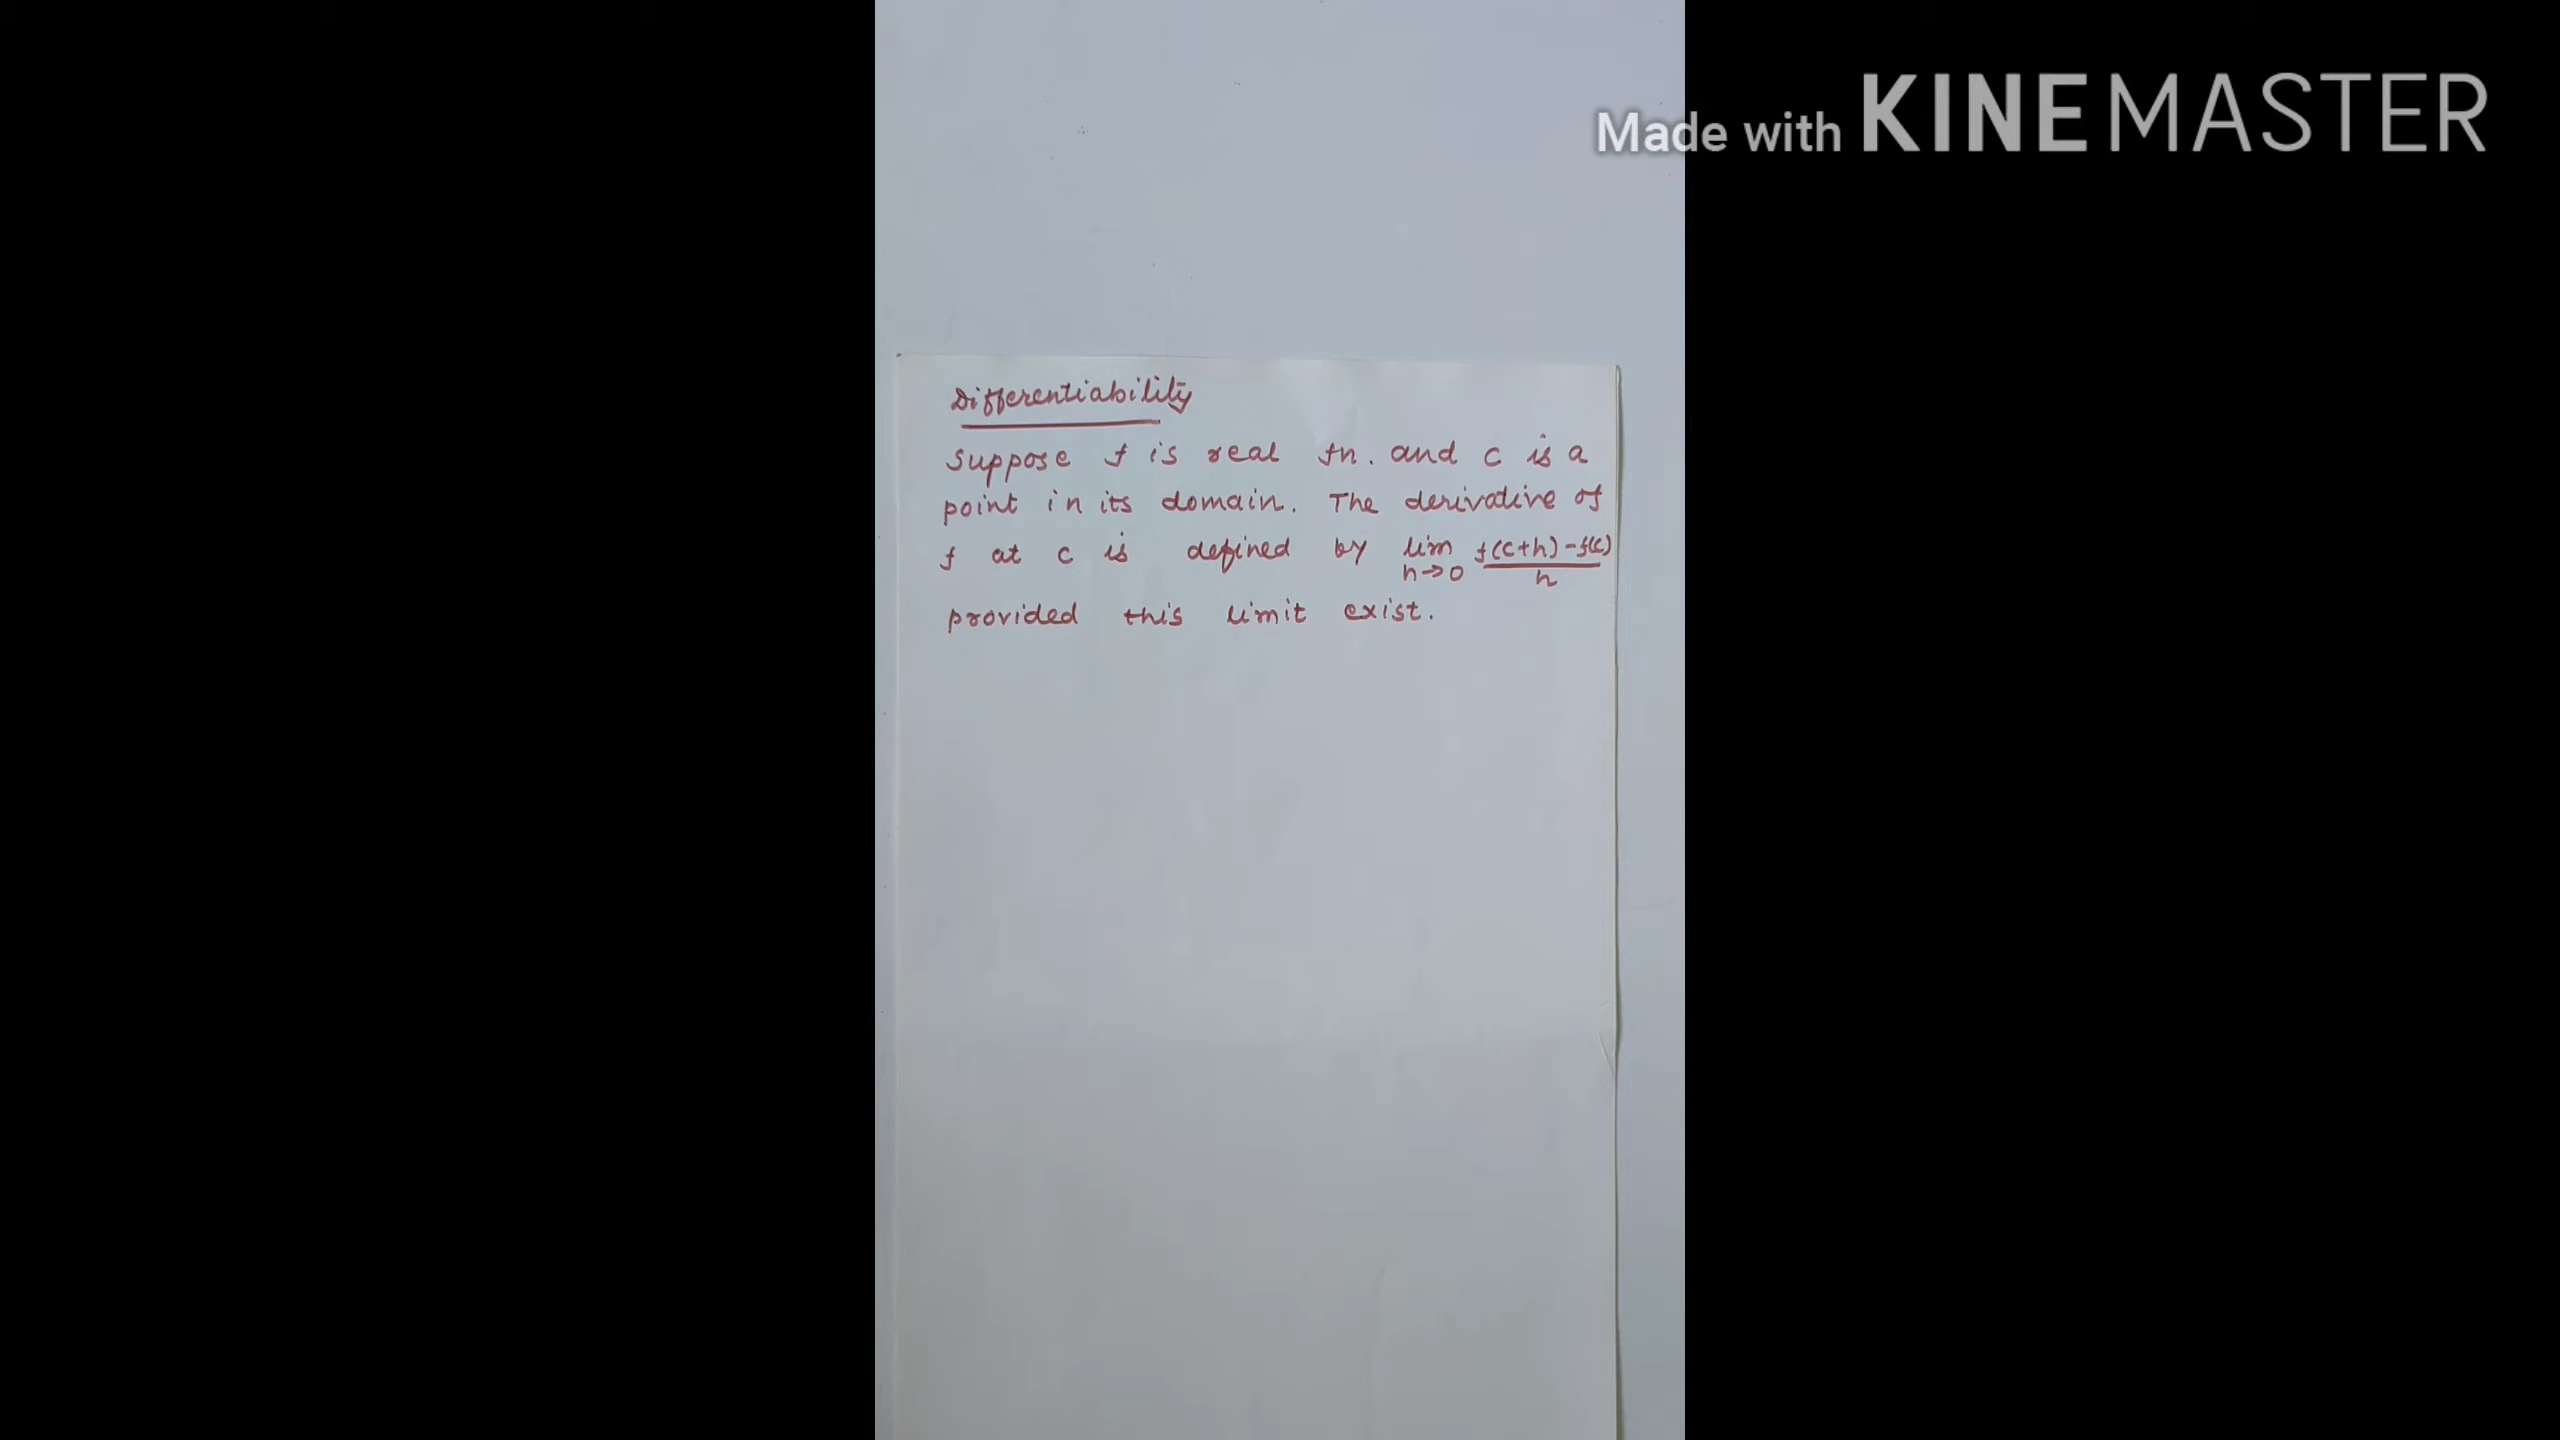 Made with KINEMASTER
Differentiability
Suppose f is real fn. and c is a
point in its domain. The derivative of
f at c is defined by lim h→0 f(c+h)-f(c)/h
provided this limit exist.